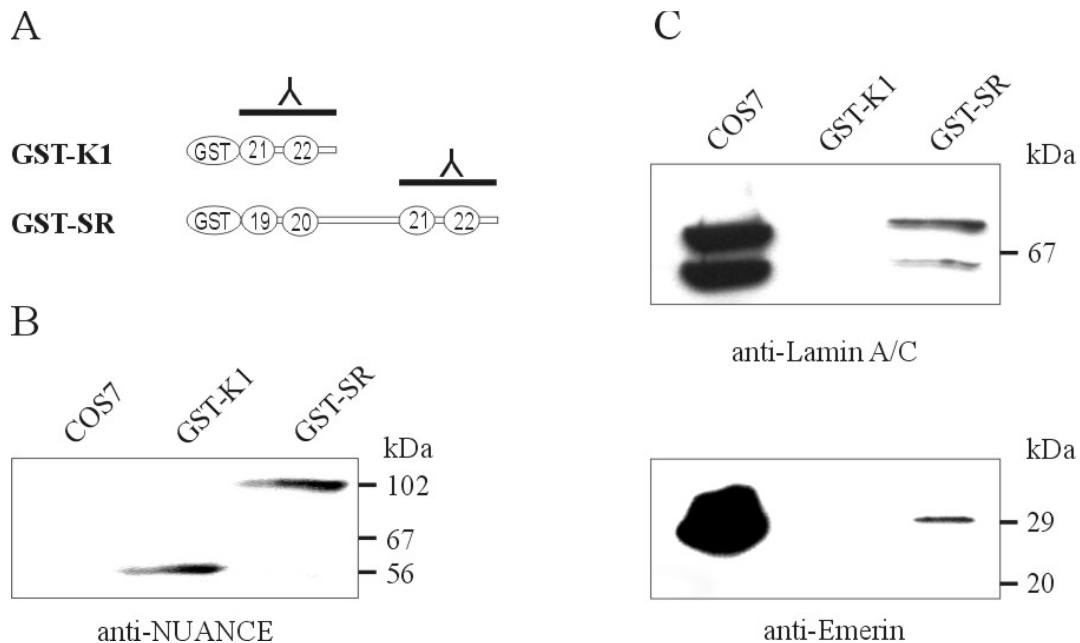 A
GST-K1
GST 21 22
GST-SR
GST 19 20 21 22
B
COS7 GST-K1 GST-SR
kDa
102
67
56
anti-NUANCE
C
COS7 GST-K1 GST-SR
kDa
67
anti-Lamin A/C
kDa
29
20
anti-Emerin